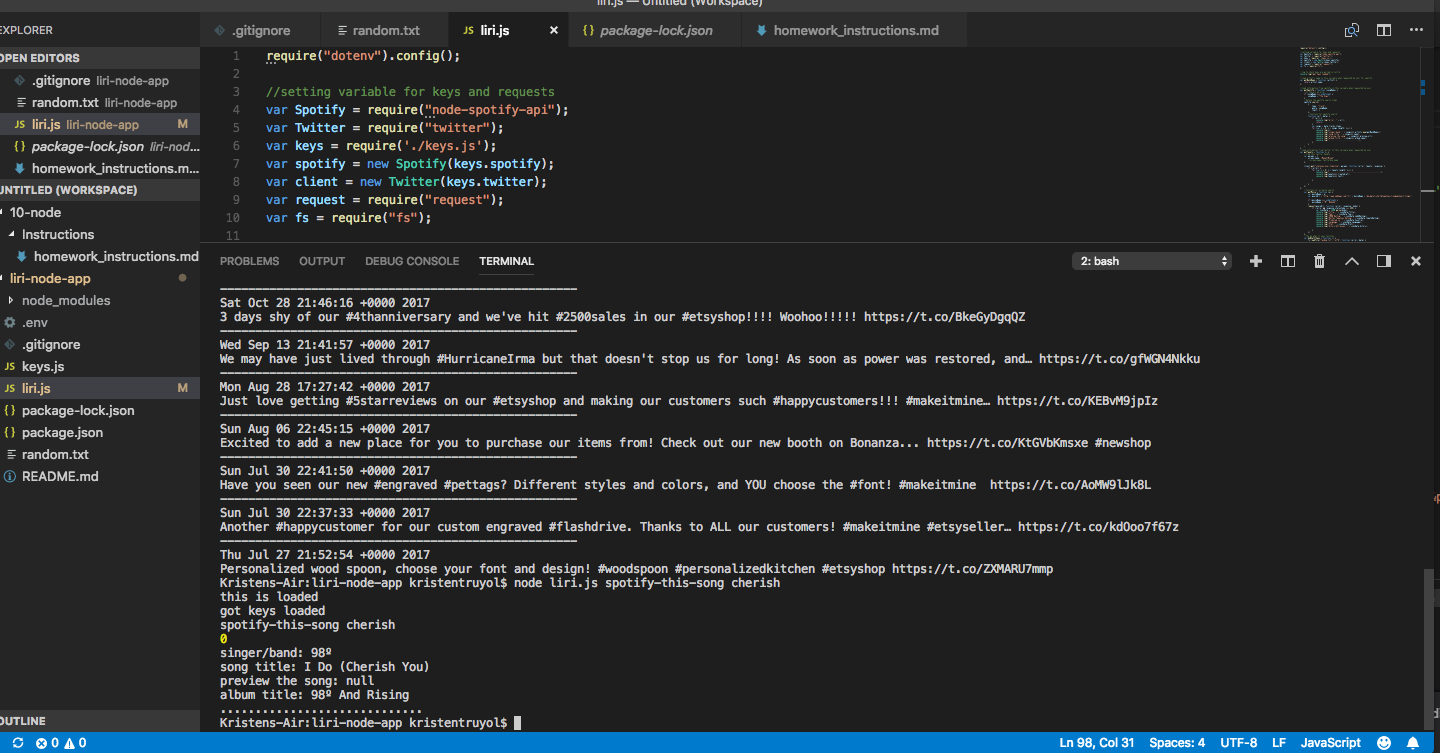 liri.js — Untitled (Workspace)
EXPLORER
.gitignore
random.txt
JS liri.js ×
{} package-lock.json
homework_instructions.md
OPEN EDITORS
.gitignore liri-node-app
random.txt liri-node-app
JS liri.js liri-node-app M
{} package-lock.json liri-nod...
homework_instructions.m...
UNTITLED (WORKSPACE)
10-node
Instructions
homework_instructions.md
liri-node-app
node_modules
.env
.gitignore
JS keys.js
JS liri.js M
{} package-lock.json
{} package.json
random.txt
README.md
OUTLINE
1 require("dotenv").config();
2
3 //setting variable for keys and requests
4 var Spotify = require("node-spotify-api");
5 var Twitter = require("twitter");
6 var keys = require('./keys.js');
7 var spotify = new Spotify(keys.spotify);
8 var client = new Twitter(keys.twitter);
9 var request = require("request");
10 var fs = require("fs");
11
PROBLEMS OUTPUT DEBUG CONSOLE TERMINAL
2: bash
---------------------------------------------------
Sat Oct 28 21:46:16 +0000 2017
3 days shy of our #4thanniversary and we've hit #2500sales in our #etsyshop!!!! Woohoo!!!!! https://t.co/BkeGyDgqQZ
---------------------------------------------------
Wed Sep 13 21:41:57 +0000 2017
We may have just lived through #HurricaneIrma but that doesn't stop us for long! As soon as power was restored, and… https://t.co/gfWGN4Nkku
---------------------------------------------------
Mon Aug 28 17:27:42 +0000 2017
Just love getting #5starreviews on our #etsyshop and making our customers such #happycustomers!!! #makeitmine… https://t.co/KEBvM9jpIz
---------------------------------------------------
Sun Aug 06 22:45:15 +0000 2017
Excited to add a new place for you to purchase our items from! Check out our new booth on Bonanza... https://t.co/KtGVbKmsxe #newshop
---------------------------------------------------
Sun Jul 30 22:41:50 +0000 2017
Have you seen our new #engraved #pettags? Different styles and colors, and YOU choose the #font! #makeitmine https://t.co/AoMW9lJk8L
---------------------------------------------------
Sun Jul 30 22:37:33 +0000 2017
Another #happycustomer for our custom engraved #flashdrive. Thanks to ALL our customers! #makeitmine #etsyseller… https://t.co/kdOoo7f67z
---------------------------------------------------
Thu Jul 27 21:52:54 +0000 2017
Personalized wood spoon, choose your font and design! #woodspoon #personalizedkitchen #etsyshop https://t.co/ZXMARU7mmp
Kristens-Air:liri-node-app kristentruyol$ node liri.js spotify-this-song cherish
this is loaded
got keys loaded
spotify-this-song cherish
0
singer/band: 98º
song title: I Do (Cherish You)
preview the song: null
album title: 98º And Rising
.............................
Kristens-Air:liri-node-app kristentruyol$
0 0
Ln 98, Col 31 Spaces: 4 UTF-8 LF JavaScript